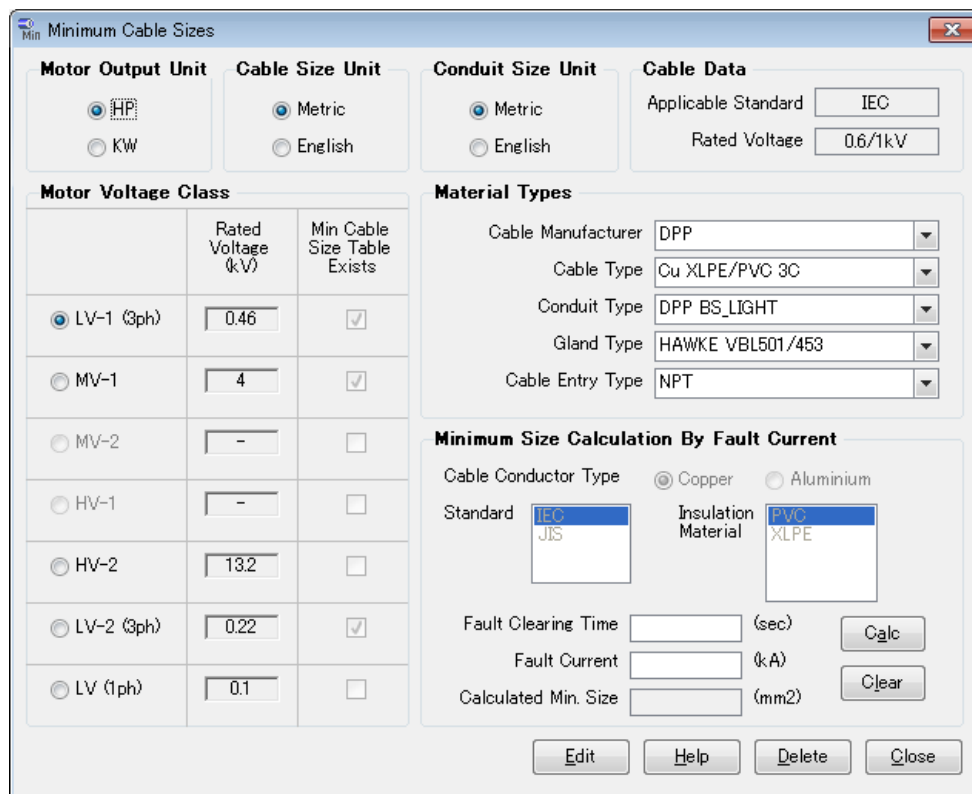 Min Minimum Cable Sizes
Motor Output Unit Cable Size Unit Conduit Size Unit Cable Data
HP Metric Metric Applicable Standard IEC
KW English English Rated Voltage 0.6/1kV
Motor Voltage Class
Rated Voltage (kV) Min Cable Size Table Exists
LV-1 (3ph) 0.46
MV-1 4
MV-2 -
HV-1 -
HV-2 13.2
LV-2 (3ph) 0.22
LV (1ph) 0.1
Material Types
Cable Manufacturer DPP
Cable Type Cu XLPE/PVC 3C
Conduit Type DPP BS_LIGHT
Gland Type HAWKE VBL501/453
Cable Entry Type NPT
Minimum Size Calculation By Fault Current
Cable Conductor Type Copper Aluminium
Standard IEC Insulation Material PVC
JIS XLPE
Fault Clearing Time (sec) Calc
Fault Current (kA)
Clear
Calculated Min. Size (mm2)
Edit Help Delete Close